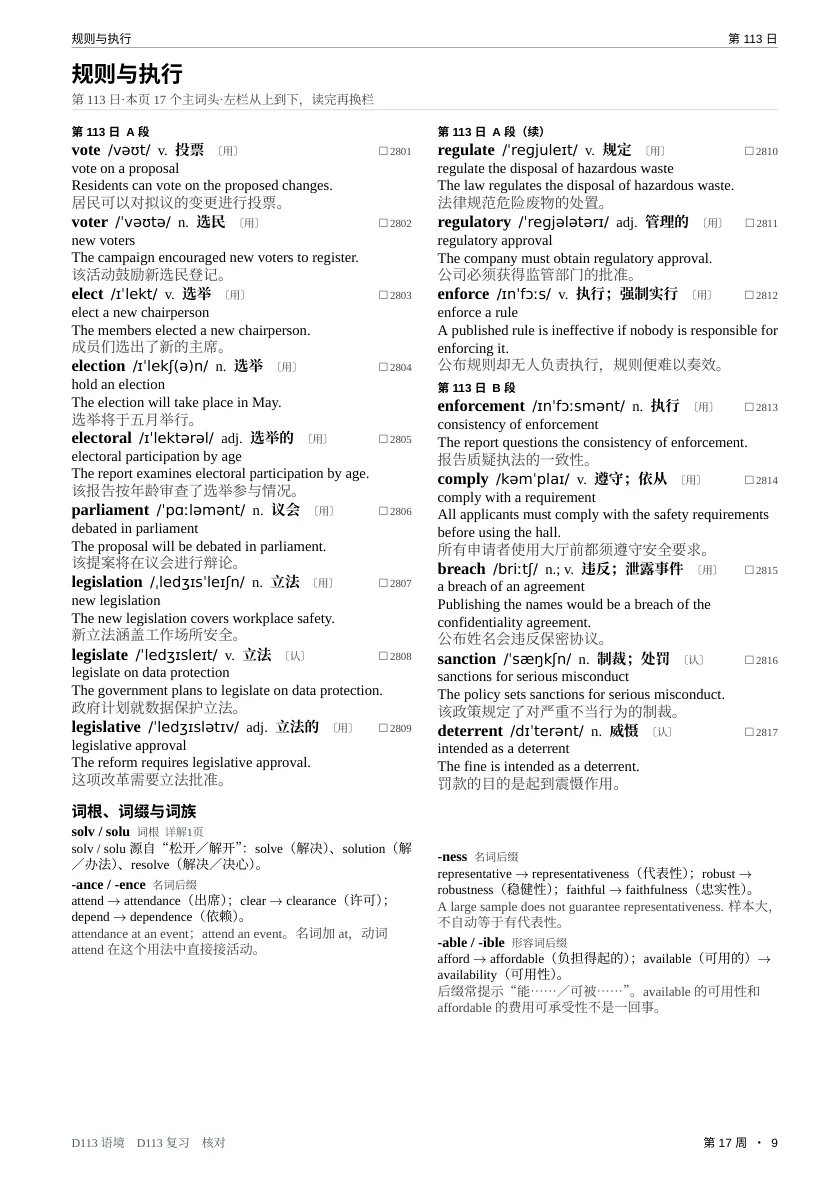 规则与执行
第 113 日
规则与执行
第 113 日·本页 17 个主词头·左栏从上到下，读完再换栏
第 113 日 A 段
vote /vəʊt/ v. 投票 〔用〕 □2801
vote on a proposal
Residents can vote on the proposed changes.
居民可以对拟议的变更进行投票。
voter /ˈvəʊtə/ n. 选民 〔用〕 □2802
new voters
The campaign encouraged new voters to register.
该活动鼓励新选民登记。
elect /ɪˈlekt/ v. 选举 〔用〕 □2803
elect a new chairperson
The members elected a new chairperson.
成员们选出了新的主席。
election /ɪˈlekʃ(ə)n/ n. 选举 〔用〕 □2804
hold an election
The election will take place in May.
选举将于五月举行。
electoral /ɪˈlektərəl/ adj. 选举的 〔用〕 □2805
electoral participation by age
The report examines electoral participation by age.
该报告按年龄审查了选举参与情况。
parliament /ˈpɑːləmənt/ n. 议会 〔用〕 □2806
debated in parliament
The proposal will be debated in parliament.
该提案将在议会进行辩论。
legislation /ˌledʒɪsˈleɪʃn/ n. 立法 〔用〕 □2807
new legislation
The new legislation covers workplace safety.
新立法涵盖工作场所安全。
legislate /ˈledʒɪsleɪt/ v. 立法 〔认〕 □2808
legislate on data protection
The government plans to legislate on data protection.
政府计划就数据保护立法。
legislative /ˈledʒɪslətɪv/ adj. 立法的 〔用〕 □2809
legislative approval
The reform requires legislative approval.
这项改革需要立法批准。
第 113 日 A 段（续）
regulate /ˈreɡjuleɪt/ v. 规定 〔用〕 □2810
regulate the disposal of hazardous waste
The law regulates the disposal of hazardous waste.
法律规范危险废物的处置。
regulatory /ˈreɡjələtərɪ/ adj. 管理的 〔用〕 □2811
regulatory approval
The company must obtain regulatory approval.
公司必须获得监管部门的批准。
enforce /ɪnˈfɔːs/ v. 执行；强制实行 〔用〕 □2812
enforce a rule
A published rule is ineffective if nobody is responsible for
enforcing it.
公布规则却无人负责执行，规则便难以奏效。
第 113 日 B 段
enforcement /ɪnˈfɔːsmənt/ n. 执行 〔用〕 □2813
consistency of enforcement
The report questions the consistency of enforcement.
报告质疑执法的一致性。
comply /kəmˈplaɪ/ v. 遵守；依从 〔用〕 □2814
comply with a requirement
All applicants must comply with the safety requirements
before using the hall.
所有申请者使用大厅前都须遵守安全要求。
breach /briːtʃ/ n.; v. 违反；泄露事件 〔用〕 □2815
a breach of an agreement
Publishing the names would be a breach of the
confidentiality agreement.
公布姓名会违反保密协议。
sanction /ˈsæŋkʃn/ n. 制裁；处罚 〔认〕 □2816
sanctions for serious misconduct
The policy sets sanctions for serious misconduct.
该政策规定了对严重不当行为的制裁。
deterrent /dɪˈterənt/ n. 威慑 〔认〕 □2817
intended as a deterrent
The fine is intended as a deterrent.
罚款的目的是起到震慑作用。
词根、词缀与词族
solv / solu 词根 详解1页
solv / solu 源自“松开／解开”：solve（解决）、solution（解
／办法）、resolve（解决／决心）。
-ance / -ence 名词后缀
attend → attendance（出席）；clear → clearance（许可）；
depend → dependence（依赖）。
attendance at an event；attend an event。名词加 at，动词
attend 在这个用法中直接接活动。
-ness 名词后缀
representative → representativeness（代表性）；robust →
robustness（稳健性）；faithful → faithfulness（忠实性）。
A large sample does not guarantee representativeness. 样本大，
不自动等于有代表性。
-able / -ible 形容词后缀
afford → affordable（负担得起的）；available（可用的）→
availability（可用性）。
后缀常提示“能……／可被……”。available 的可用性和
affordable 的费用可承受性不是一回事。
D113 语境 D113 复习 核对
第 17 周 · 9